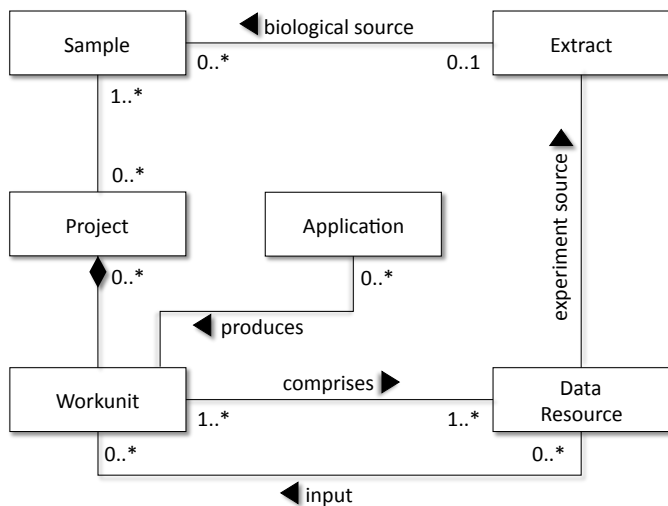 Sample
biological source
Extract
0..*
0..1
1..*
0..*
experiment source
Project
Application
0..*
0..*
produces
Workunit
comprises
Data
Resource
1..*
1..*
0..*
0..*
input